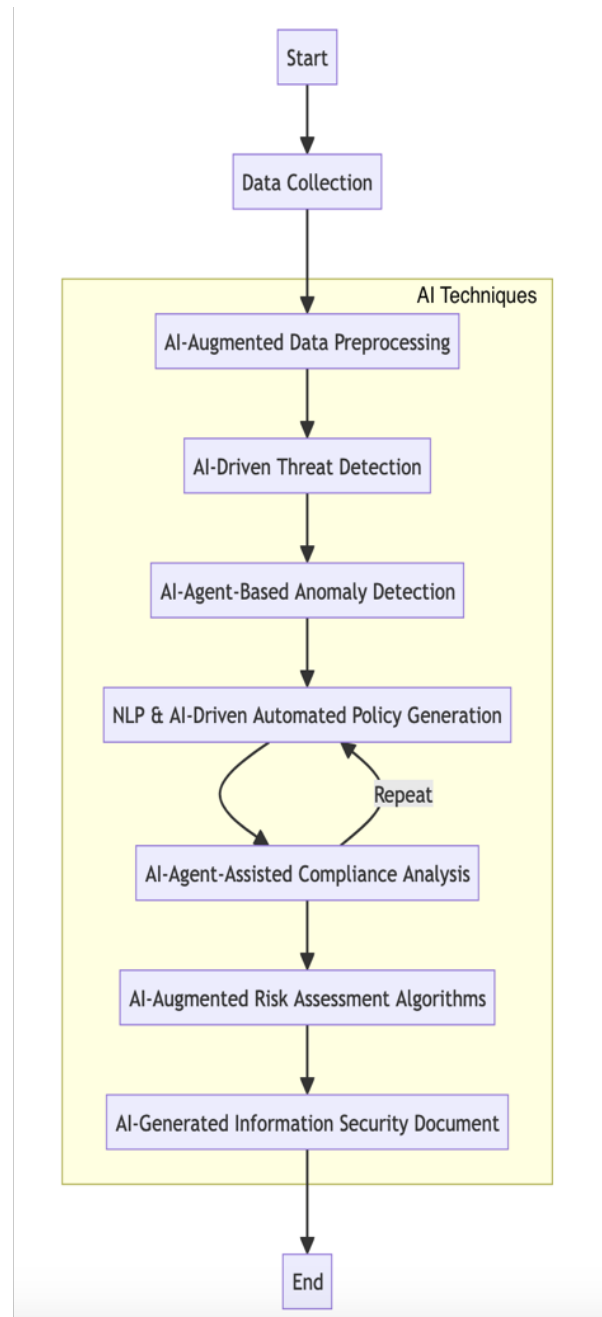 Start
Data Collection
AI Techniques
AI-Augmented Data Preprocessing
AI-Driven Threat Detection
AI-Agent-Based Anomaly Detection
NLP & AI-Driven Automated Policy Generation
Repeat
AI-Agent-Assisted Compliance Analysis
AI-Augmented Risk Assessment Algorithms
AI-Generated Information Security Document
End